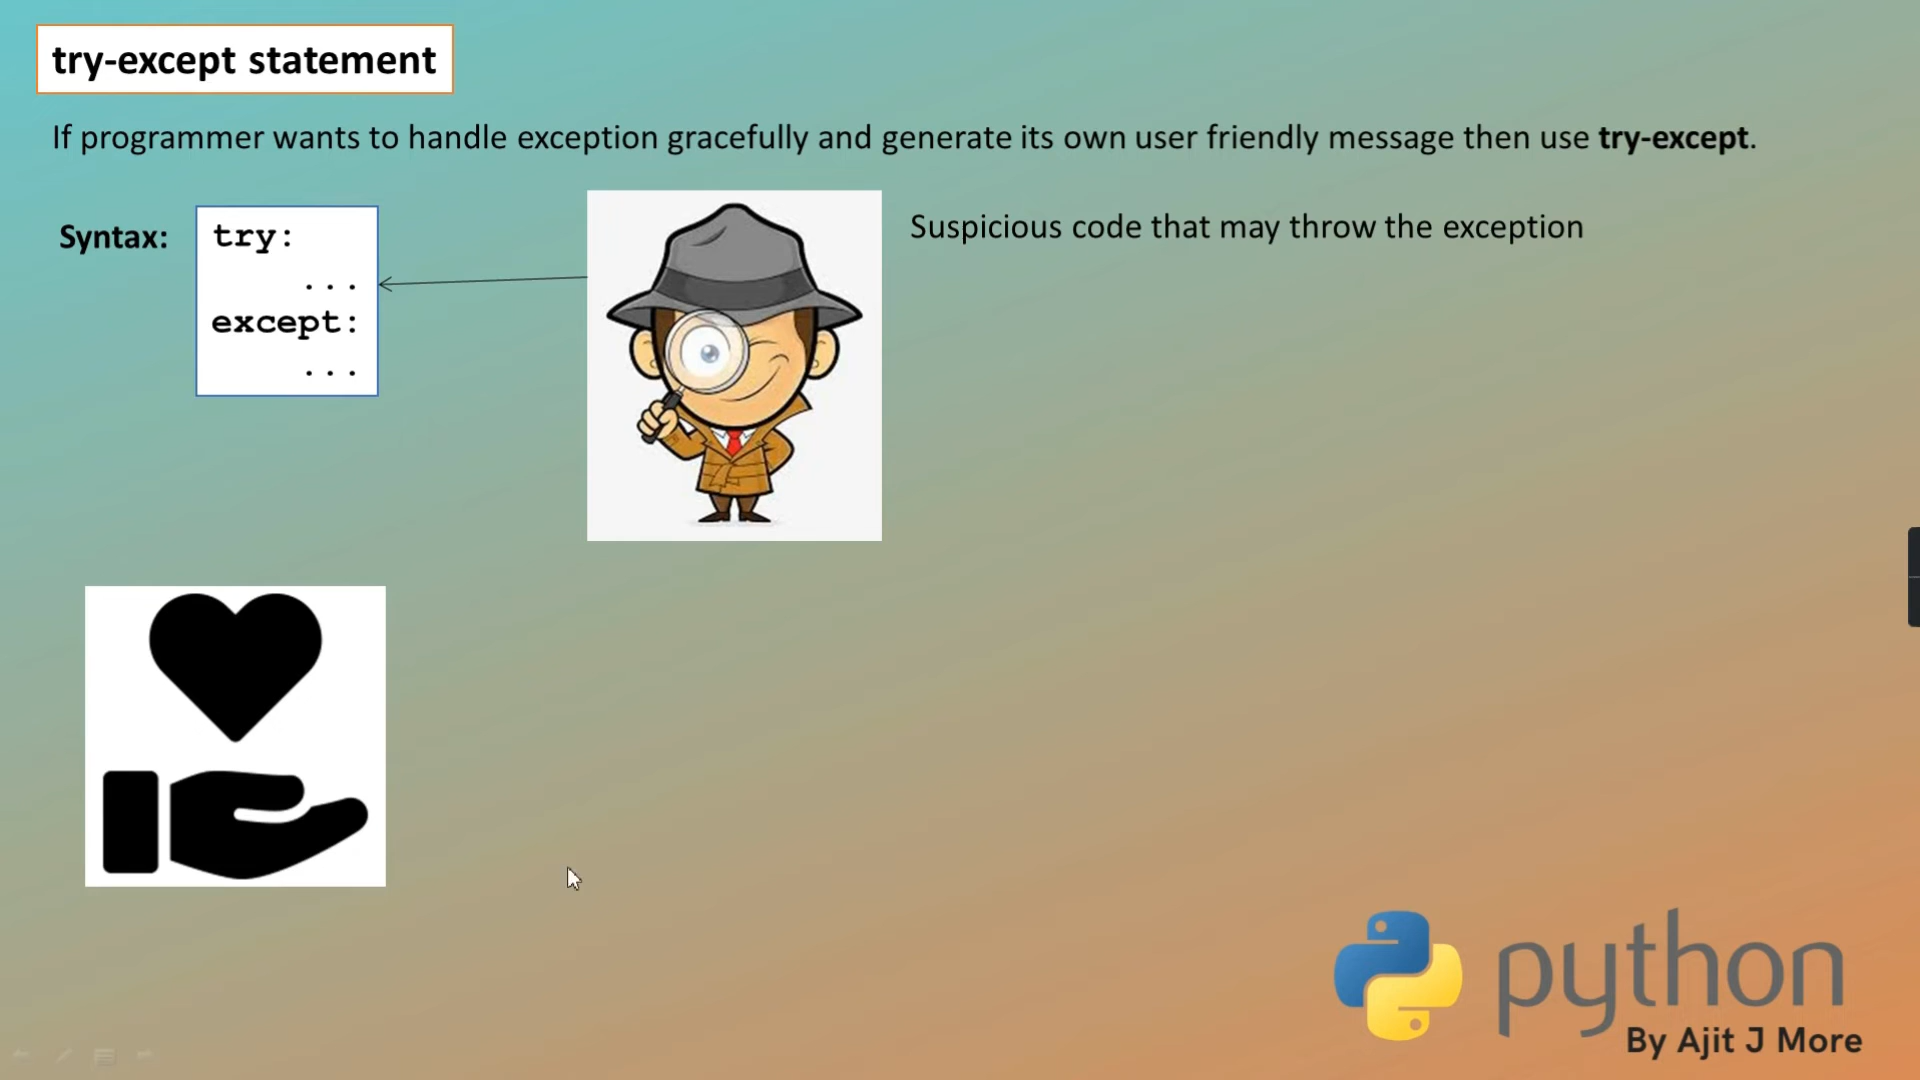 try-except statement
If programmer wants to handle exception gracefully and generate its own user friendly message then use try-except.
Syntax:
try:
...
except:
...
Suspicious code that may throw the exception
python
By Ajit J More